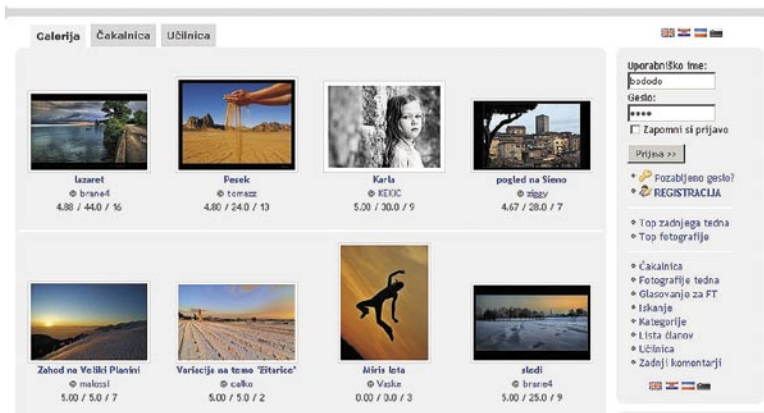 Galerija Čakalnica Učilnica
lazaret
© brane4
4.88 / 44.0 / 16
Pesek
© tomazz
4.80 / 24.0 / 13
Karla
© KEKIC
5.00 / 30.0 / 9
pogled na Sieno
© ziggy
4.67 / 28.0 / 7
Zahod na Veliki Planini
© malossi
5.00 / 5.0 / 7
Variacija na temo "žitarice"
© calko
5.00 / 5.0 / 2
Miris leta
© Vaske
0.00 / 0.0 / 3
sledi
© brane4
5.00 / 25.0 / 9
Uporabniško ime:
bododo
Geslo:
****
Zapomni si prijavo
Prijava >>
Pozabljeno geslo?
REGISTRACIJA
Top zadnjega tedna
Top fotografije
Čakalnica
Fotografije tedna
Glasovanje za FT
Iskanje
Kategorije
Lista članov
Učilnica
Zadnji komentarji